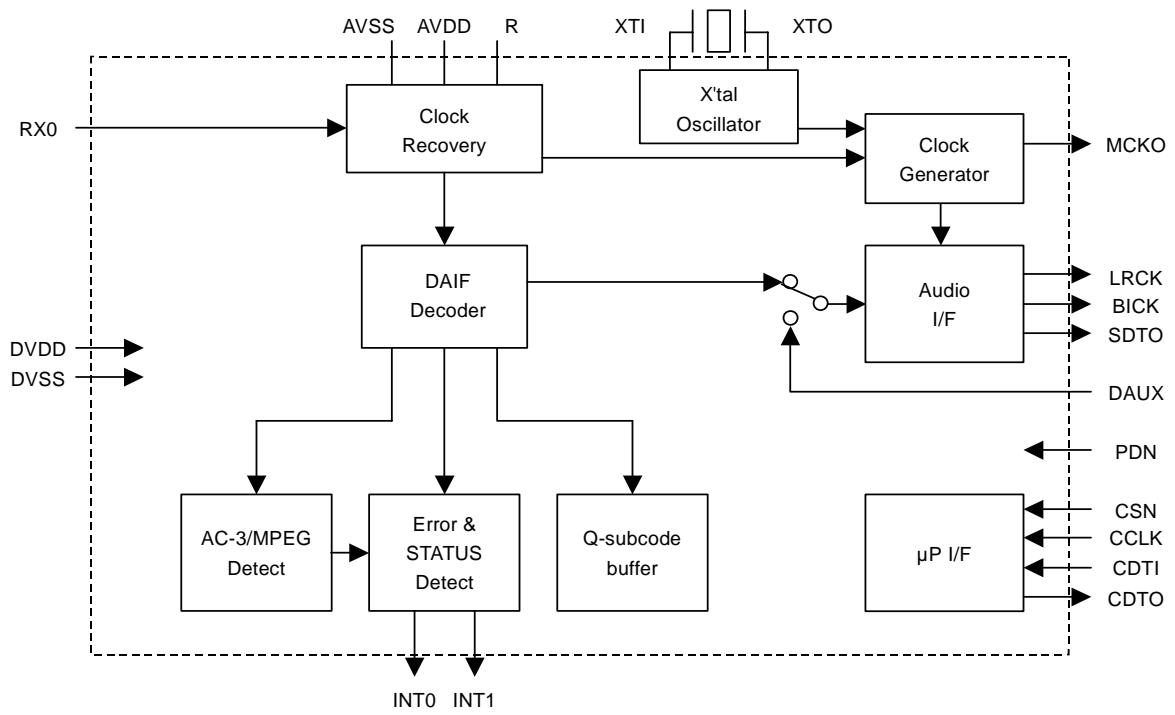 AVSS AVDD R XTI XTO
X'tal
Oscillator
RX0
Clock
Recovery
Clock
Generator
MCKO
DAIF
Decoder
Audio
I/F
LRCK
BICK
SDTO
DVDD
DVSS
DAUX
PDN
AC-3/MPEG
Detect
Error &
STATUS
Detect
Q-subcode
buffer
µP I/F
CSN
CCLK
CDTI
CDTO
INT0 INT1